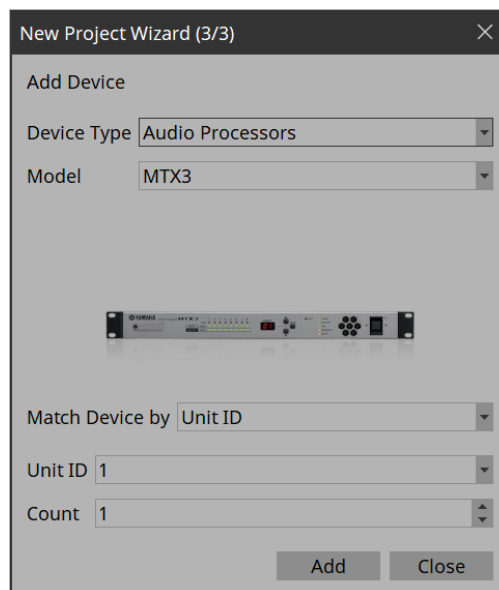 New Project Wizard (3/3)
Add Device
Device Type Audio Processors
Model MTX3
YAMAHA
Match Device by Unit ID
Unit ID 1
Count 1
Add Close